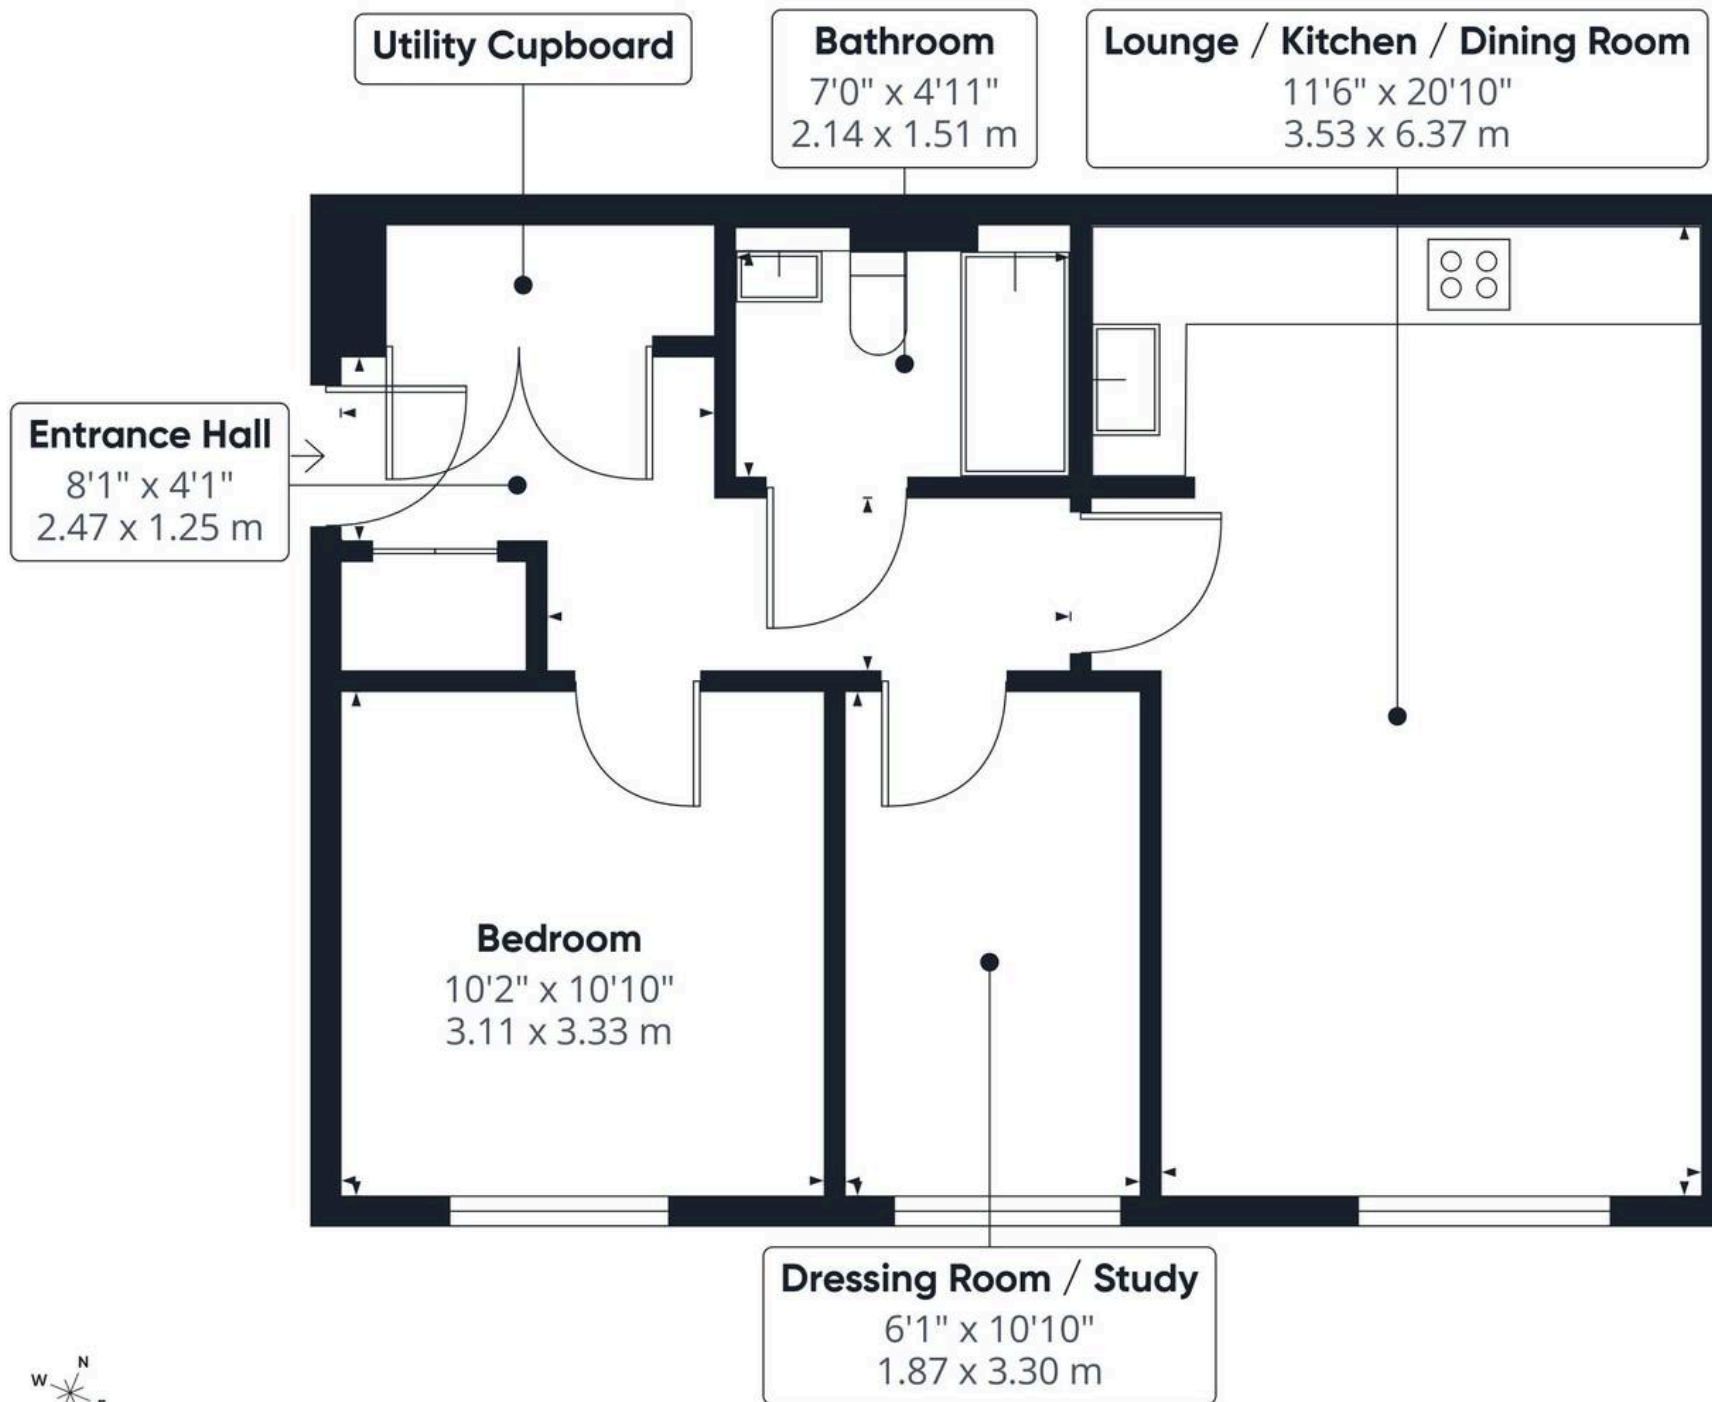 Utility Cupboard
Bathroom
7'0" x 4'11"
2.14 x 1.51 m
Lounge / Kitchen / Dining Room
11'6" x 20'10"
3.53 x 6.37 m
Entrance Hall
8'1" x 4'1"
2.47 x 1.25 m
Bedroom
10'2" x 10'10"
3.11 x 3.33 m
Dressing Room / Study
6'1" x 10'10"
1.87 x 3.30 m
N
W